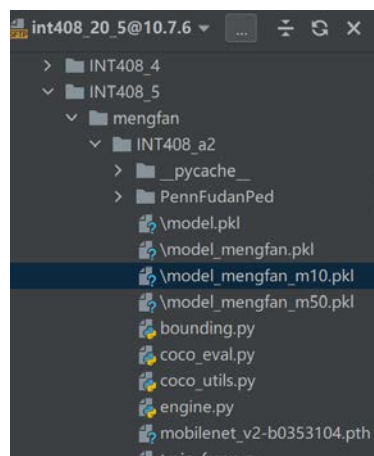 SFTP int408_20_5@10.7.6 ...
INT408_4
INT408_5
mengfan
INT408_a2
__pycache__
PennFudanPed
\model.pkl
\model_mengfan.pkl
\model_mengfan_m10.pkl
\model_mengfan_m50.pkl
bounding.py
coco_eval.py
coco_utils.py
engine.py
mobilenet_v2-b0353104.pth